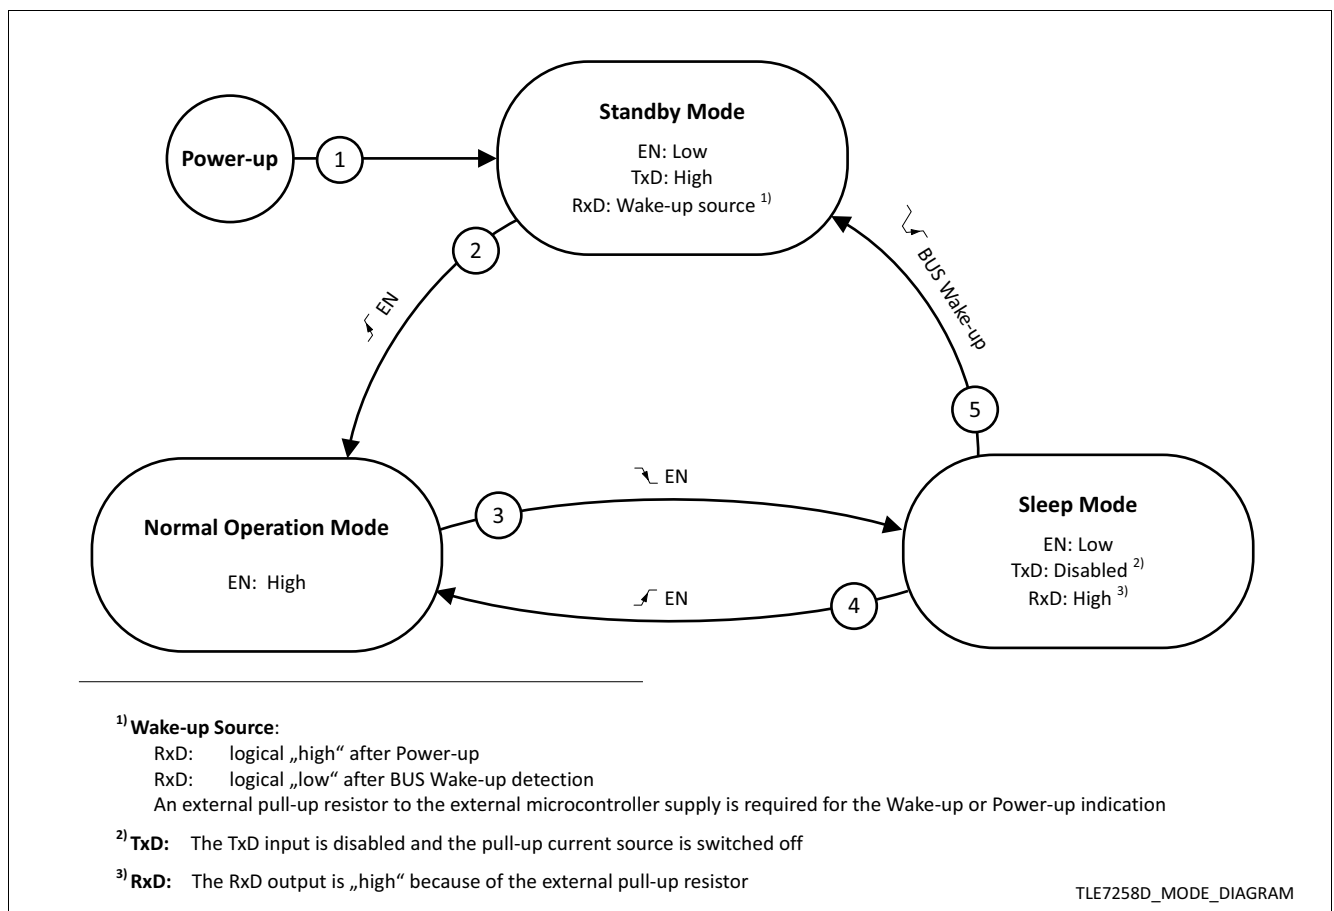 Standby Mode
EN: Low
TxD: High
RxD: Wake-up source 1)
Power-up
1
2
EN
BUS Wake-up
5
Normal Operation Mode
EN: High
3
EN
4
EN
Sleep Mode
EN: Low
TxD: Disabled 2)
RxD: High 3)
1) Wake-up Source:
RxD: logical „high“ after Power-up
RxD: logical „low“ after BUS Wake-up detection
An external pull-up resistor to the external microcontroller supply is required for the Wake-up or Power-up indication
2) TxD: The TxD input is disabled and the pull-up current source is switched off
3) RxD: The RxD output is „high“ because of the external pull-up resistor
TLE7258D_MODE_DIAGRAM